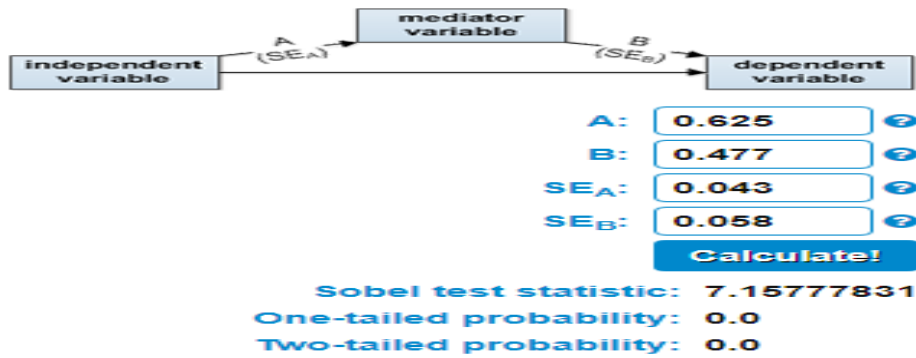 mediator
variable
A
(SEA)
B
(SEB)
independent
variable
dependent
variable
A: 0.625 ?
B: 0.477 ?
SEA: 0.043 ?
SEB: 0.058 ?
Calculate!
Sobel test statistic: 7.15777831
One-tailed probability: 0.0
Two-tailed probability: 0.0